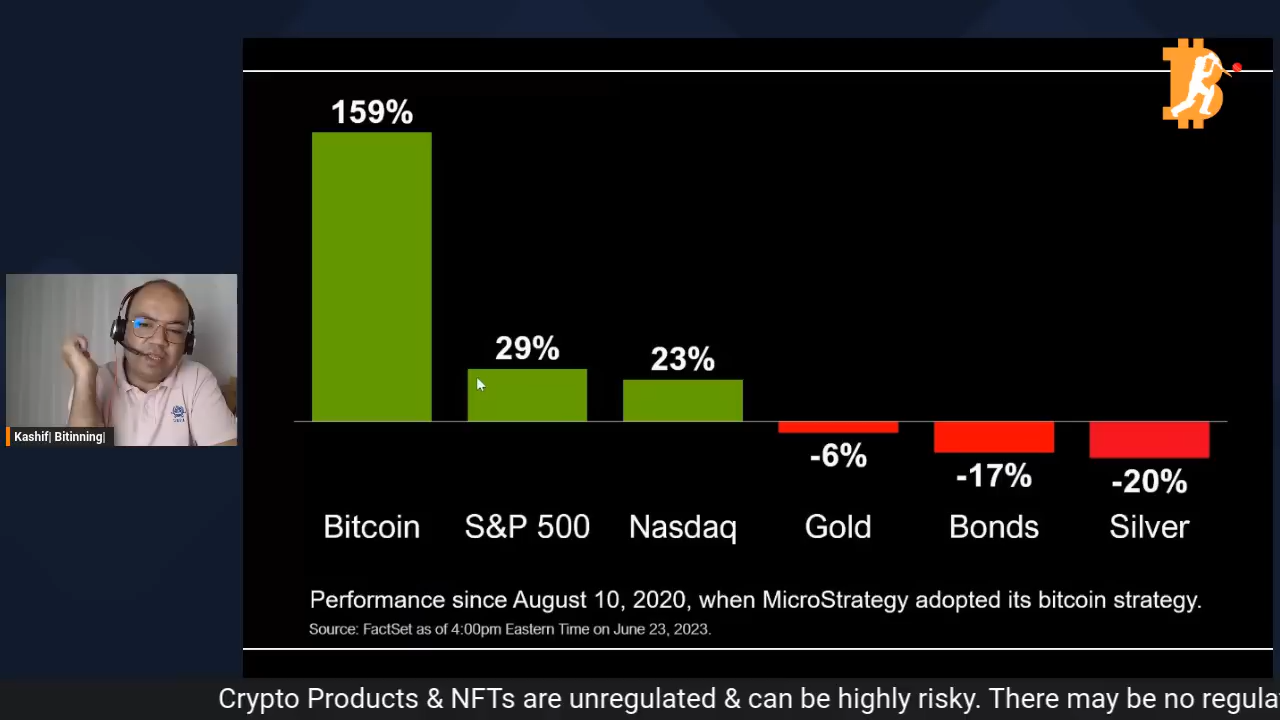 159%
29%
23%
-6%
-17%
-20%
Bitcoin
S&P 500
Nasdaq
Gold
Bonds
Silver
Performance since August 10, 2020, when MicroStrategy adopted its bitcoin strategy.
Source: FactSet as of 4:00pm Eastern Time on June 23, 2023.
Kashif| Bitinning|
Crypto Products & NFTs are unregulated & can be highly risky. There may be no regula